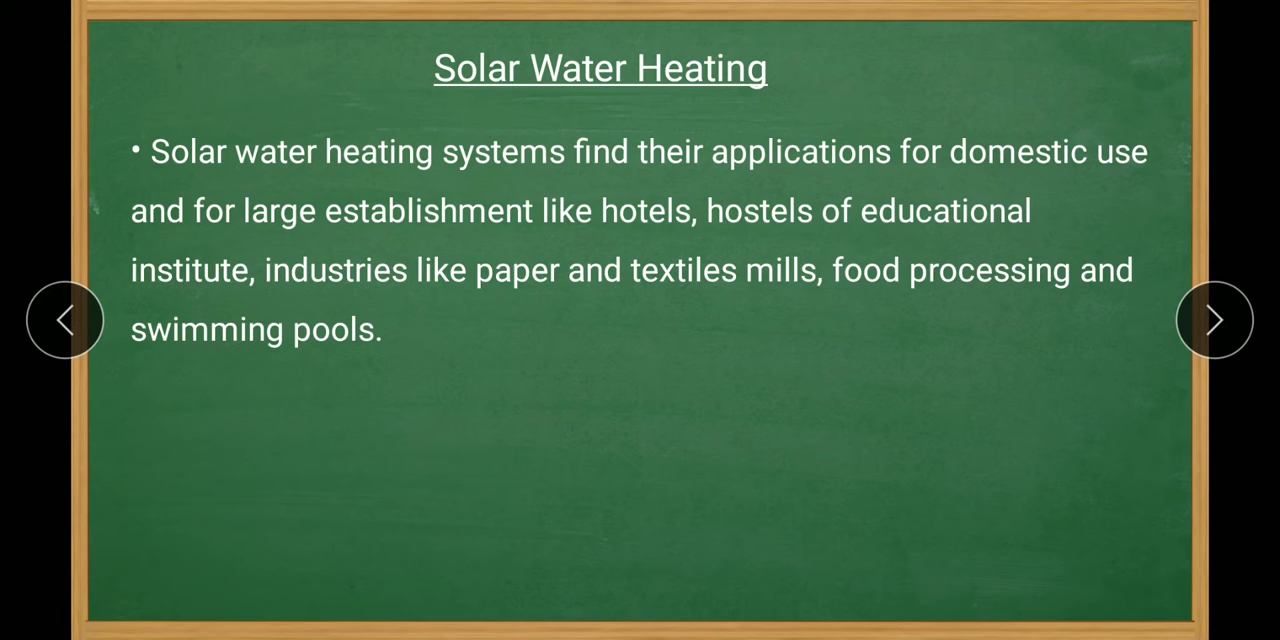 Solar Water Heating
• Solar water heating systems find their applications for domestic use
and for large establishment like hotels, hostels of educational
institute, industries like paper and textiles mills, food processing and
swimming pools.